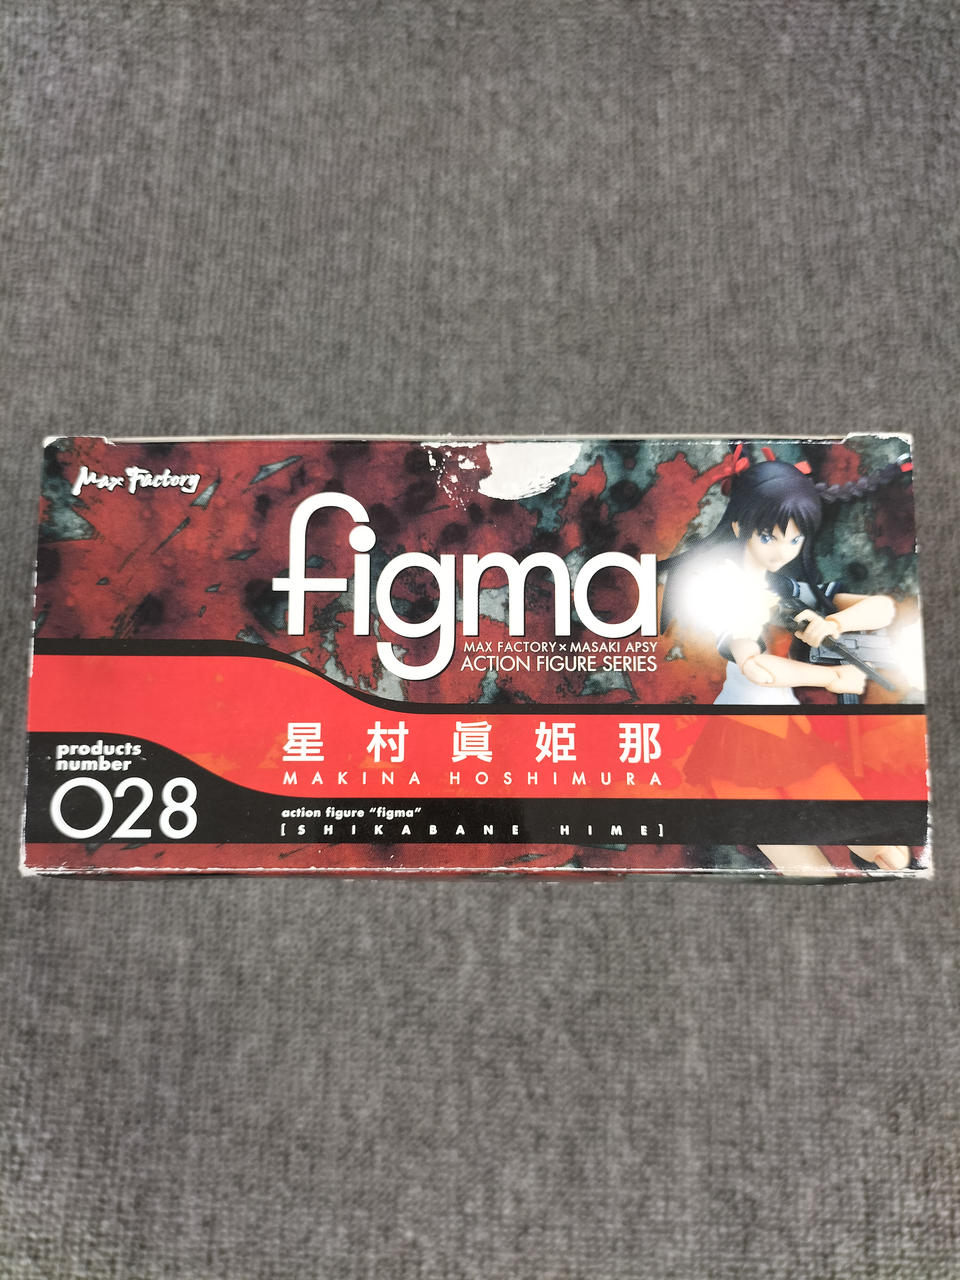 Max Factory
figma
MAX FACTORY×MASAKI APSY
ACTION FIGURE SERIES
星村眞姫那
MAKINA HOSHIMURA
products
number
028
action figure "figma"
[SHIKABANE HIME]